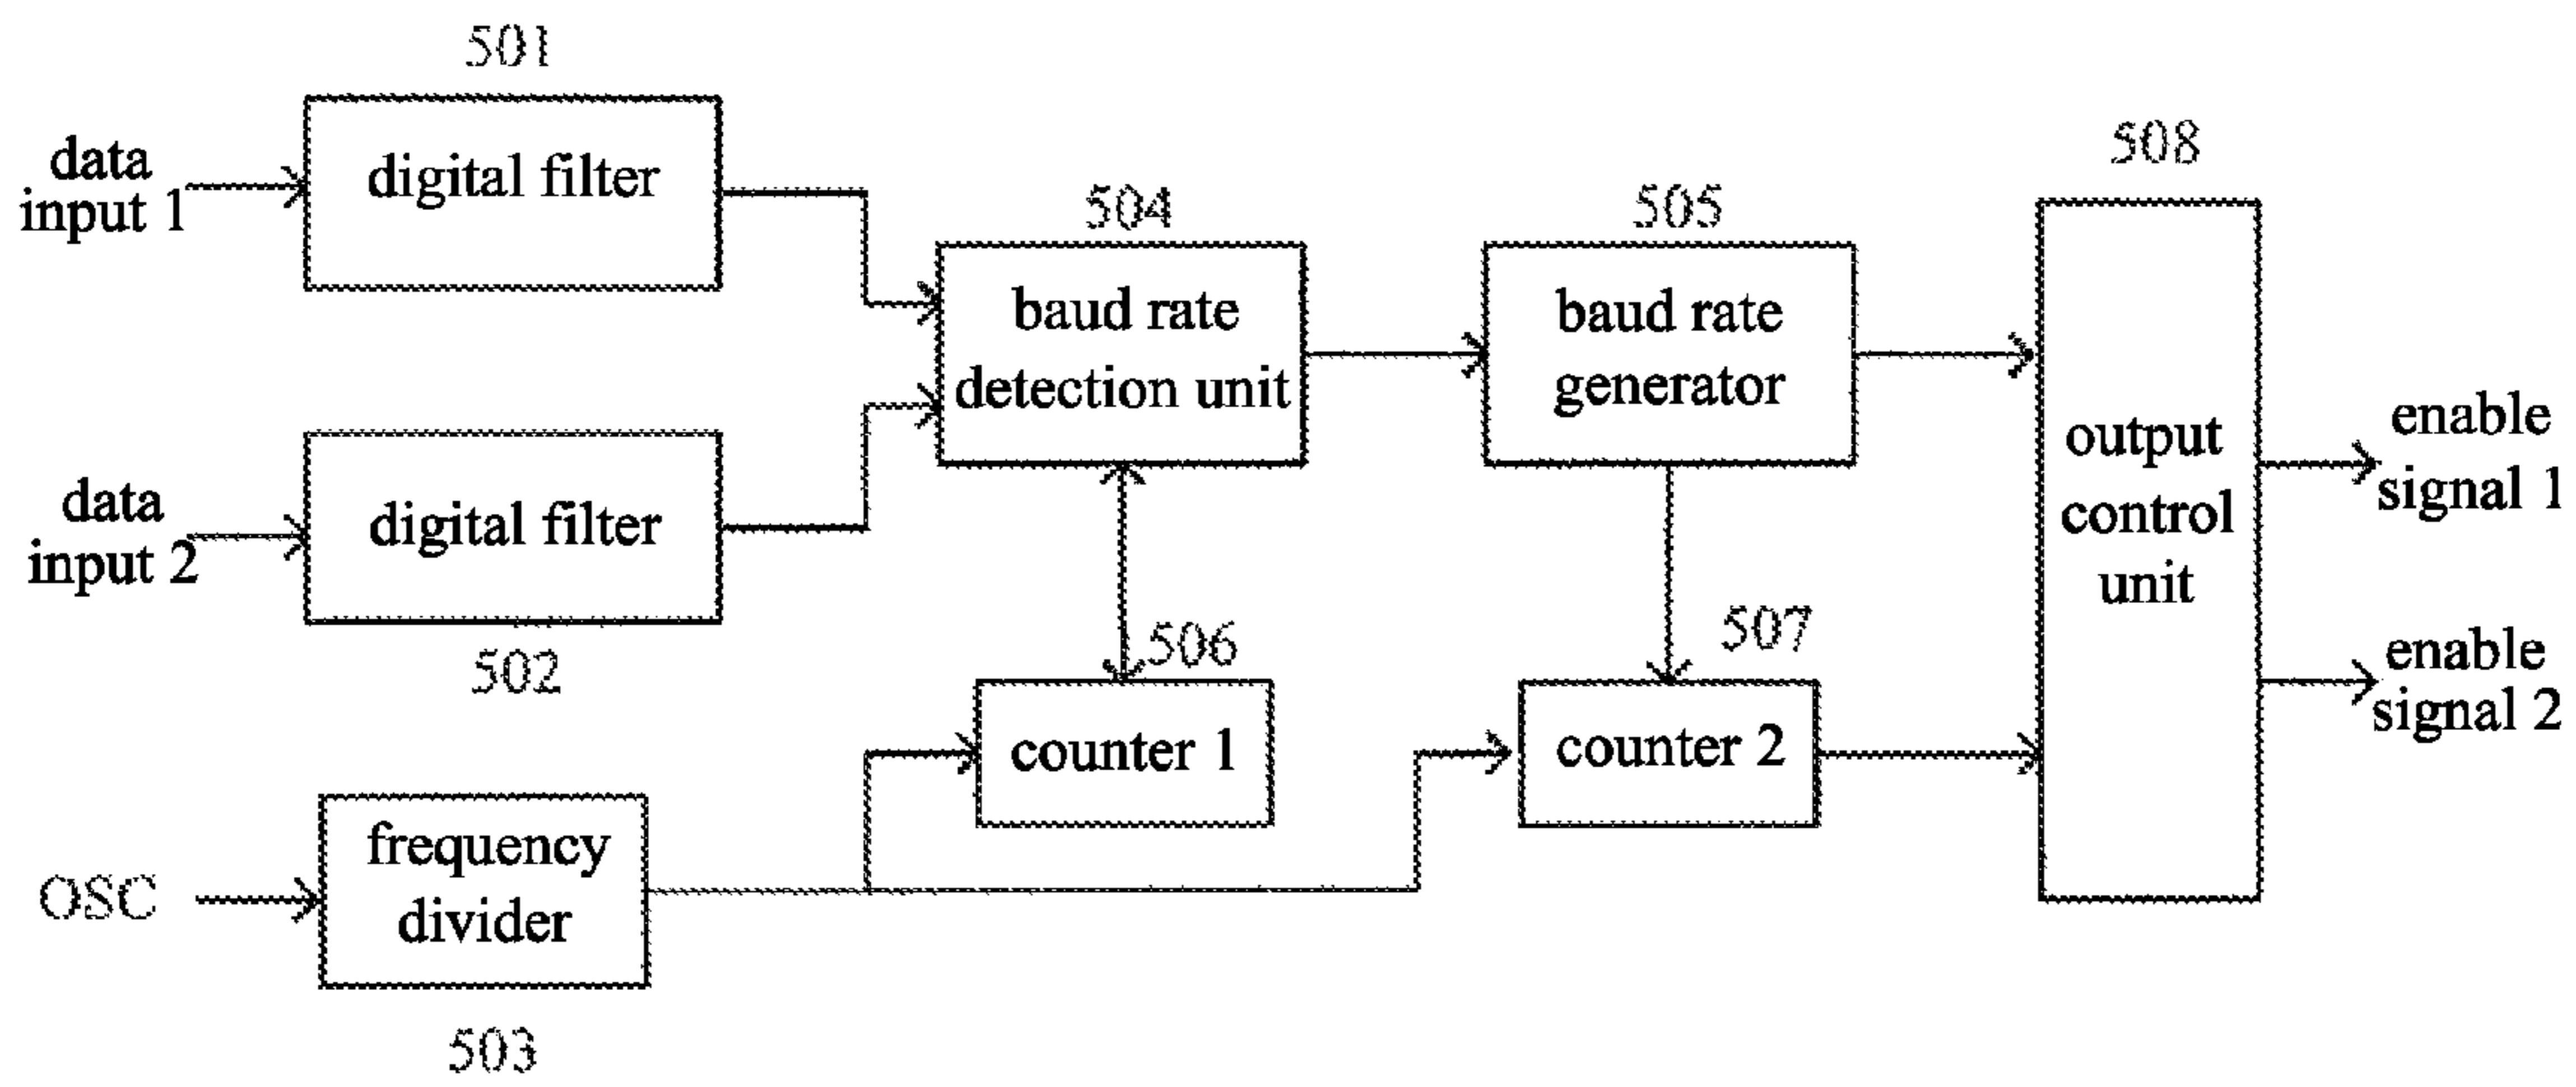 501
data
input 1
digital filter
504
baud rate
detection unit
505
baud rate
generator
508
output
control
unit
enable
signal 1
data
input 2
digital filter
502
506
counter 1
507
counter 2
enable
signal 2
OSC
frequency
divider
503